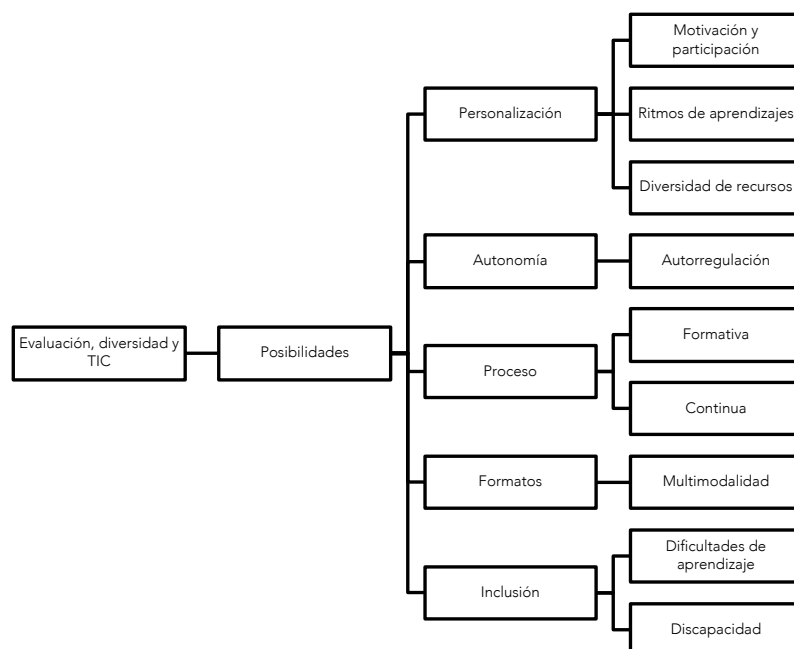 Evaluación, diversidad y
TIC
Posibilidades
Personalización
Motivación y
participación
Ritmos de aprendizajes
Diversidad de recursos
Autonomía
Autorregulación
Proceso
Formativa
Continua
Formatos
Multimodalidad
Inclusión
Dificultades de
aprendizaje
Discapacidad